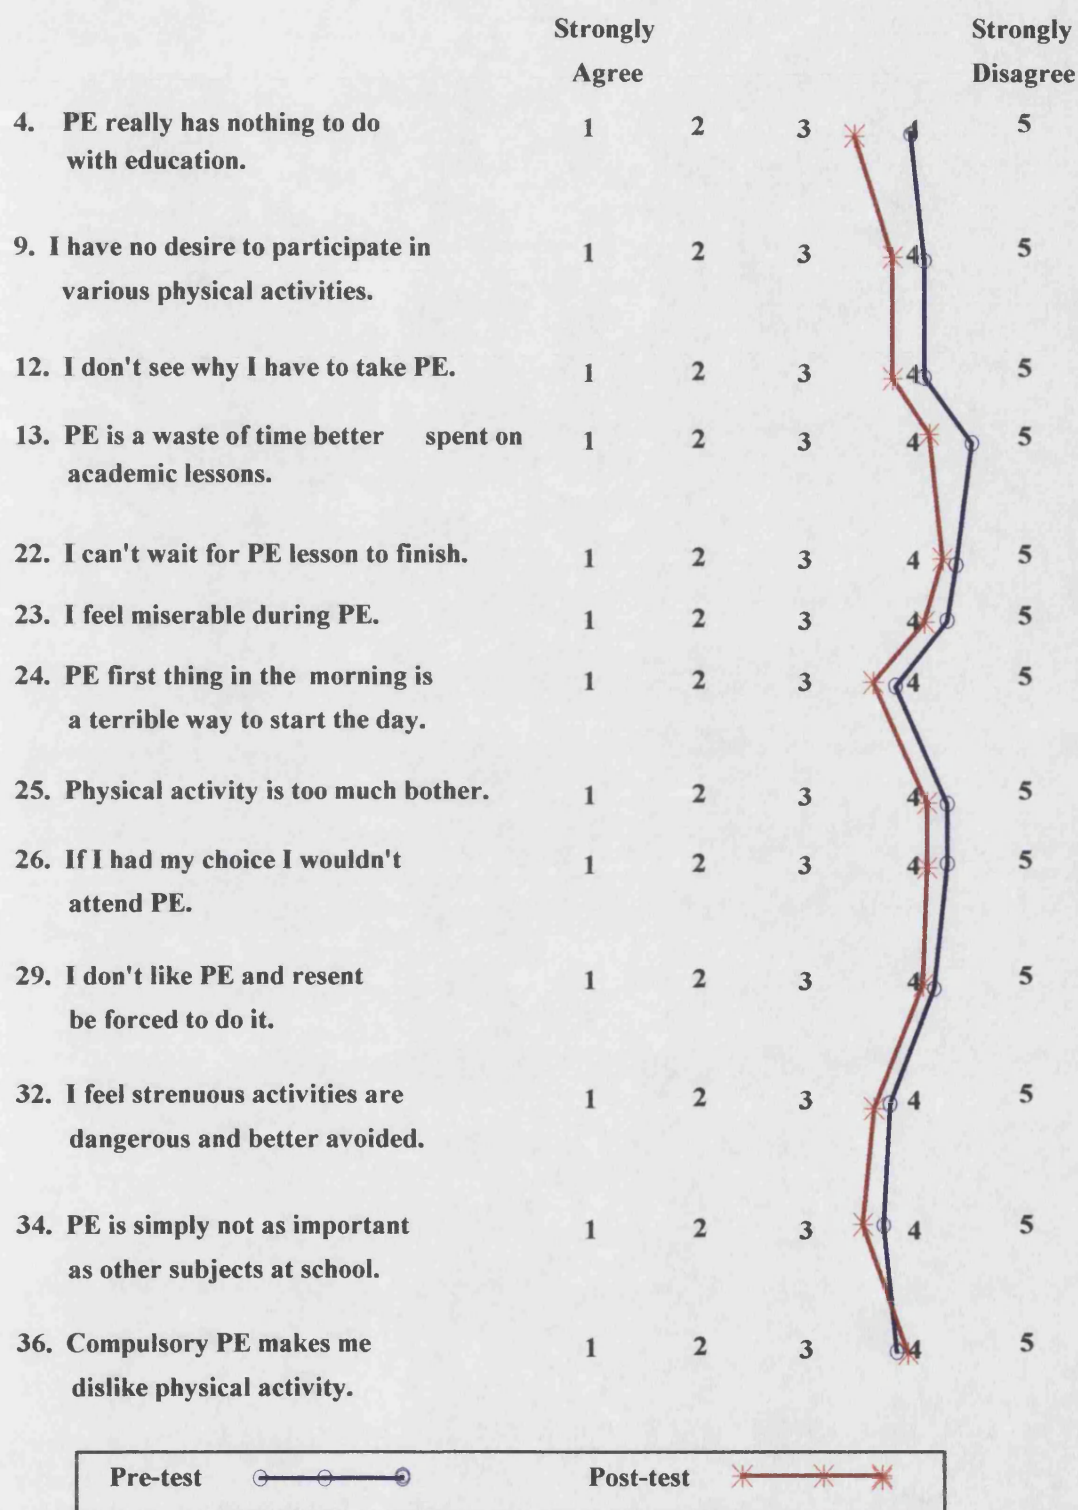 Strongly Strongly
Agree Disagree
4. PE really has nothing to do 1 2 3 4 5
with education.
9. I have no desire to participate in 1 2 3 4 5
various physical activities.
12. I don't see why I have to take PE. 1 2 3 4 5
13. PE is a waste of time better spent on 1 2 3 4 5
academic lessons.
22. I can't wait for PE lesson to finish. 1 2 3 4 5
23. I feel miserable during PE. 1 2 3 4 5
24. PE first thing in the morning is 1 2 3 4 5
a terrible way to start the day.
25. Physical activity is too much bother. 1 2 3 4 5
26. If I had my choice I wouldn't 1 2 3 4 5
attend PE.
29. I don't like PE and resent 1 2 3 4 5
be forced to do it.
32. I feel strenuous activities are 1 2 3 4 5
dangerous and better avoided.
34. PE is simply not as important 1 2 3 4 5
as other subjects at school.
36. Compulsory PE makes me 1 2 3 4 5
dislike physical activity.
Pre-test Post-test